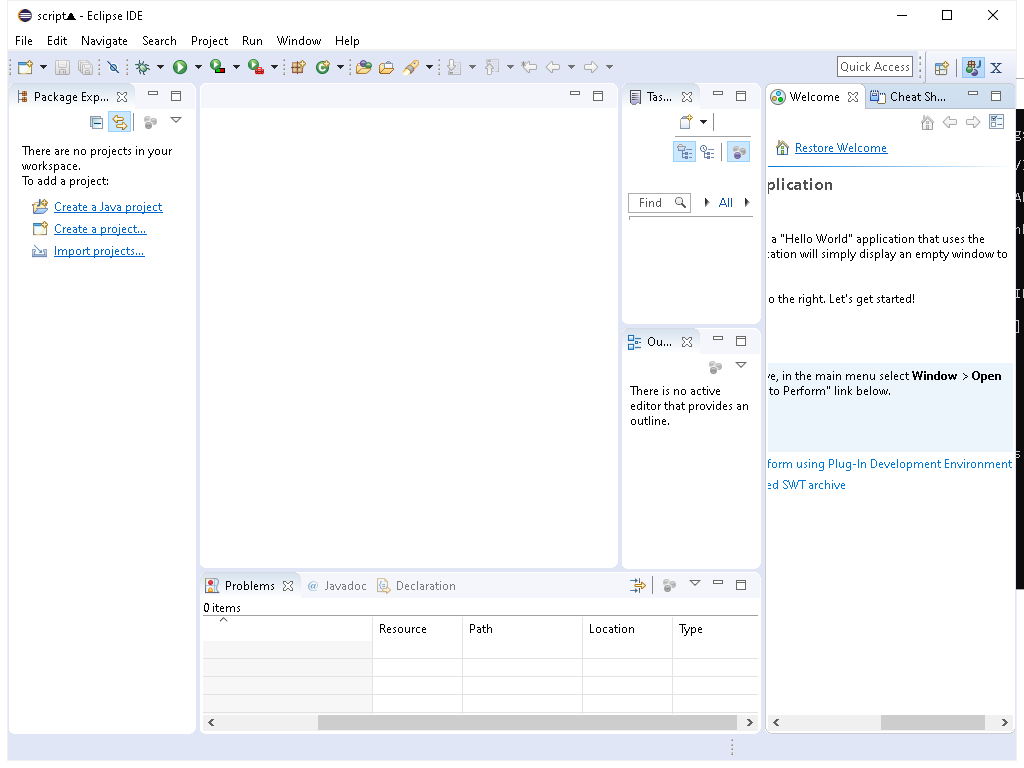 script▲ - Eclipse IDE
File Edit Navigate Search Project Run Window Help
Quick Access
Package Exp...
There are no projects in your
workspace.
To add a project:
Create a Java project
Create a project...
Import projects...
Tas...
Find
All
Ou...
There is no active
editor that provides an
outline.
Problems Javadoc Declaration
0 items
Resource Path Location Type
Welcome Cheat Sh...
Restore Welcome
plication
a "Hello World" application that uses the
ation will simply display an empty window to
o the right. Let's get started!
ve, in the main menu select Window > Open
to Perform" link below.
form using Plug-In Development Environment
ed SWT archive